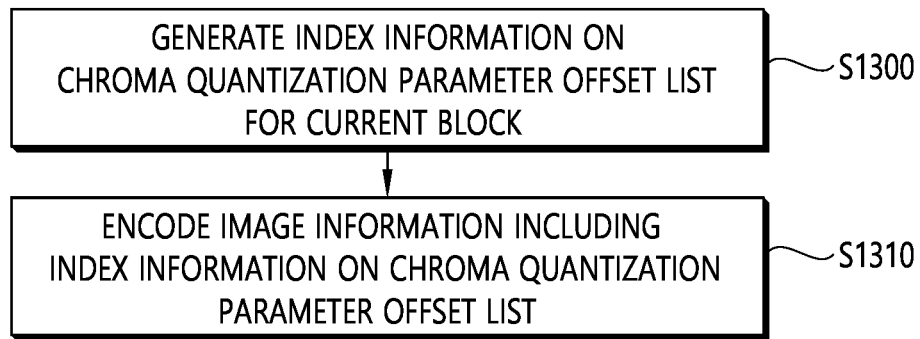 GENERATE INDEX INFORMATION ON
CHROMA QUANTIZATION PARAMETER OFFSET LIST
FOR CURRENT BLOCK
S1300
ENCODE IMAGE INFORMATION INCLUDING
INDEX INFORMATION ON CHROMA QUANTIZATION
PARAMETER OFFSET LIST
S1310